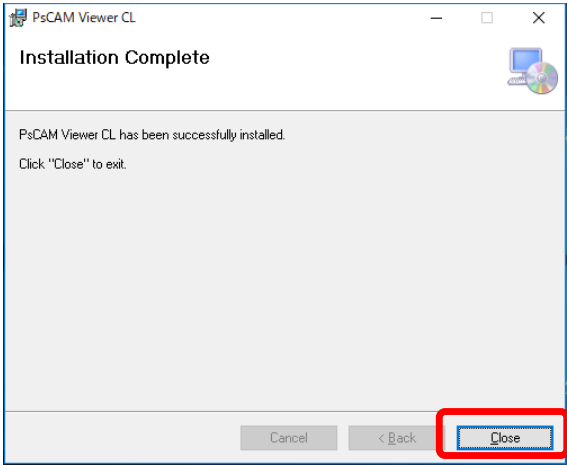 PsCAM Viewer CL
Installation Complete
PsCAM Viewer CL has been successfully installed.
Click "Close" to exit.
Cancel
< Back
Close